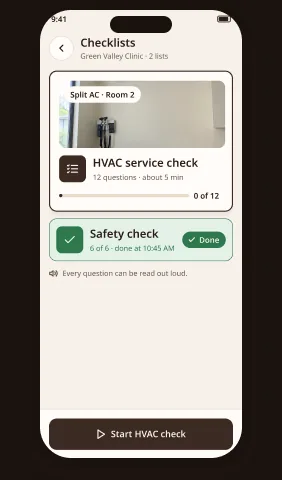 9:41
Checklists
Green Valley Clinic · 2 lists
Split AC · Room 2
HVAC service check
12 questions · about 5 min
0 of 12
Safety check
6 of 6 · done at 10:45 AM
Done
Every question can be read out loud.
Start HVAC check